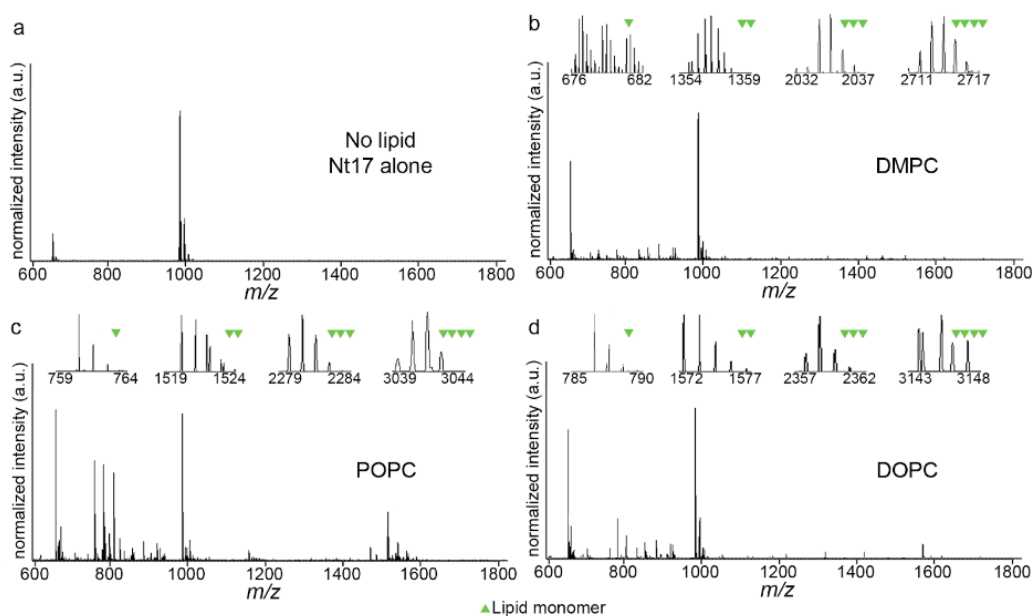 a
normalized intensity (a.u.)
No lipid
Nt17 alone
600 800 1000 1200 1400 1600 1800
m/z
b
676 682 1354 1359 2032 2037 2711 2717
normalized intensity (a.u.)
DMPC
600 800 1000 1200 1400 1600 1800
m/z
c
759 764 1519 1524 2279 2284 3039 3044
normalized intensity (a.u.)
POPC
600 800 1000 1200 1400 1600 1800
m/z
d
785 790 1572 1577 2357 2362 3143 3148
normalized intensity (a.u.)
DOPC
600 800 1000 1200 1400 1600 1800
m/z
Lipid monomer